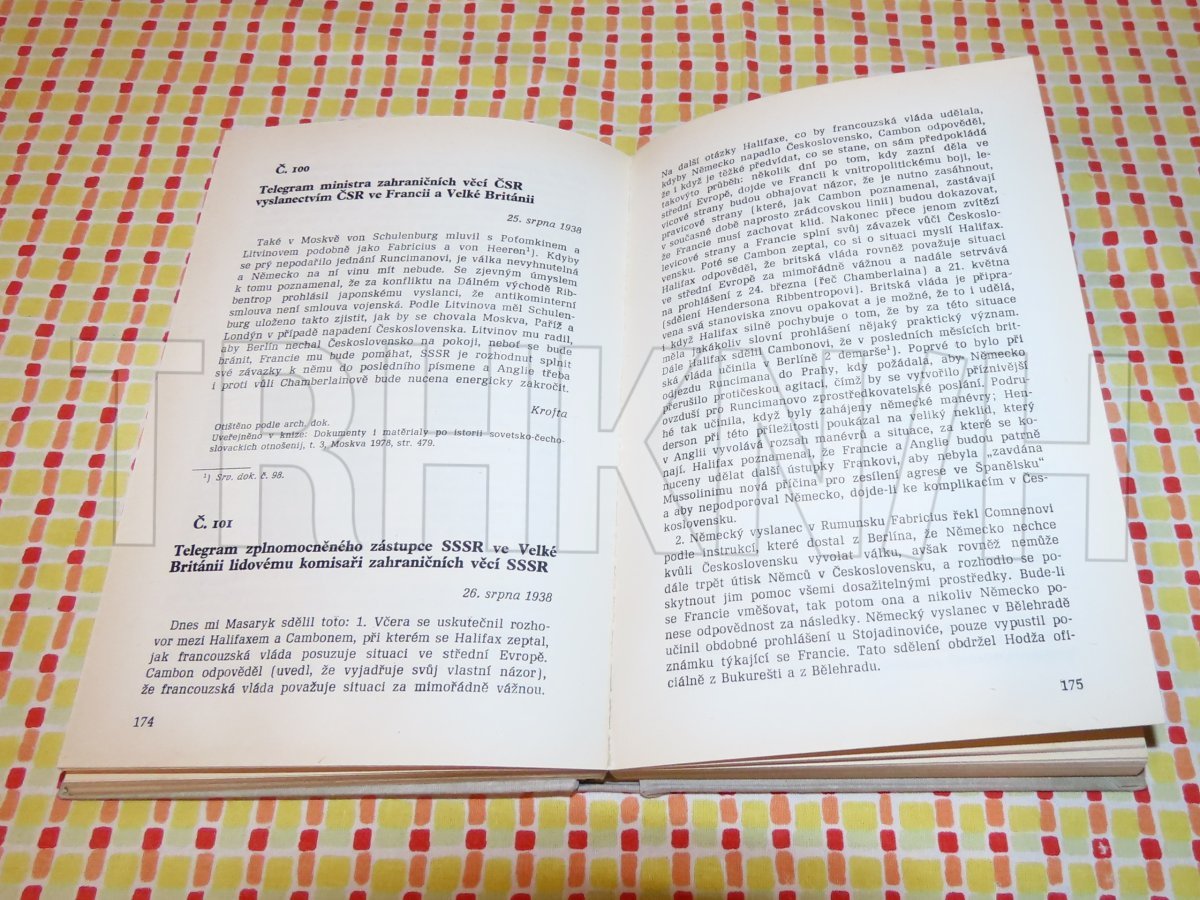 Č. 100
Telegram ministra zahraničních věcí ČSR
vyslanectvím ČSR ve Francii a Velké Británii
25. srpna 1938
Také v Moskvě von Schulenburg mluvil s Poťomkinem a
Litvinovem podobně jako Fabricius a von Heeren¹). Kdyby
se prý nepodařilo jednání Runcimanovi, je válka nevyhnutelná
a Německo na ní vinu mít nebude. Se zjevným úmyslem
k tomu poznamenal, že za konfliktu na Dálném východě Rib-
bentrop prohlásil japonskému vyslanci, že antikominterní
smlouva není smlouva vojenská. Podle Litvinova měl Schulen-
burg uloženo takto zjistit, jak by se chovala Moskva, Paříž a
Londýn v případě napadení Československa. Litvinov mu radil,
aby Berlín nechal Československo na pokoji, neboť se bude
bránit, Francie mu bude pomáhat, SSSR je rozhodnut splnit
své závazky k němu do posledního písmene a Anglie třeba
i proti vůli Chamberlainově bude nucena energicky zakročit.
Krofta
Otištěno podle arch. dok.
Uveřejněno v knize: Dokumenty i matěrialy po istorii sovetsko-čecho-
slovackich otnošenij, t. 3, Moskva 1978, str. 479.
¹) Srv. dok. č. 98.
Č. 101
Telegram zplnomocněného zástupce SSSR ve Velké
Británii lidovému komisaři zahraničních věcí SSSR
26. srpna 1938
Dnes mi Masaryk sdělil toto: 1. Včera se uskutečnil rozho-
vor mezi Halifaxem a Cambonem, při kterém se Halifax zeptal,
jak francouzská vláda posuzuje situaci ve střední Evropě.
Cambon odpověděl (uvedl, že vyjadřuje svůj vlastní názor),
že francouzská vláda považuje situaci za mimořádně vážnou.
174
Na další otázky Halifaxe, co by francouzská vláda udělala,
kdyby Německo napadlo Československo, Cambon odpověděl,
že i když je těžké předvídat, co se stane, on sám předpokládá
takovýto průběh: několik dní po tom, kdy zazní děla ve
střední Evropě, dojde ve Francii k vnitropolitickému boji, le-
vicové strany budou obhajovat názor, že je nutno zasáhnout,
pravicové strany (které, jak Cambon poznamenal, zastávají
v současné době naprosto zrádcovskou linii) budou dokazovat,
že Francie musí zachovat klid. Nakonec přece jenom zvítězí
levicové strany a Francie splní svůj závazek vůči Českoslo-
vensku. Poté se Cambon zeptal, co si o situaci myslí Halifax.
Halifax odpověděl, že britská vláda rovněž považuje situaci
ve střední Evropě za mimořádně vážnou a nadále setrvává
na prohlášení z 24. března (řeč Chamberlaina) a 21. května
(sdělení Hendersona Ribbentropovi). Britská vláda je připra-
vena svá stanoviska znovu opakovat a je možné, že to i udělá,
i když Halifax silně pochybuje o tom, že by za této situace
měla jakákoliv slovní prohlášení nějaký praktický význam.
Dále Halifax sdělil Cambonovi, že v posledních měsících brit-
ská vláda učinila v Berlíně 2 demarše¹). Poprvé to bylo při
odjezdu Runcimana do Prahy, kdy požádala, aby Německo
přerušilo protičeskou agitaci, čímž by se vytvořilo příznivější
ovzduší pro Runcimanovo zprostředkovatelské poslání. Podru-
hé tak učinila, když byly zahájeny německé manévry; Hen-
derson při této příležitosti poukázal na veliký neklid, který
v Anglii vyvolává rozsah manévrů a situace, za které se ko-
nají. Halifax poznamenal, že Francie a Anglie budou patrně
nuceny udělat další ústupky Frankovi, aby nebyla „zavdána
Mussolinimu nová příčina pro zesílení agrese ve Španělsku“
a aby nepodporoval Německo, dojde-li ke komplikacím v Čes-
koslovensku.
2. Německý vyslanec v Rumunsku Fabricius řekl Comnenovi
podle instrukcí, které dostal z Berlína, že Německo nechce
kvůli Československu vyvolat válku, avšak rovněž nemůže
dále trpět útisk Němců v Československu, a rozhodlo se po-
skytnout jim pomoc všemi dosažitelnými prostředky. Bude-li
se Francie vměšovat, tak potom ona a nikoliv Německo po-
nese odpovědnost za následky. Německý vyslanec v Bělehradě
učinil obdobné prohlášení u Stojadinoviće, pouze vypustil po-
známku týkající se Francie. Tato sdělení obdržel Hodža ofi-
ciálně z Bukurešti a z Bělehradu.
175
TRHKNIH